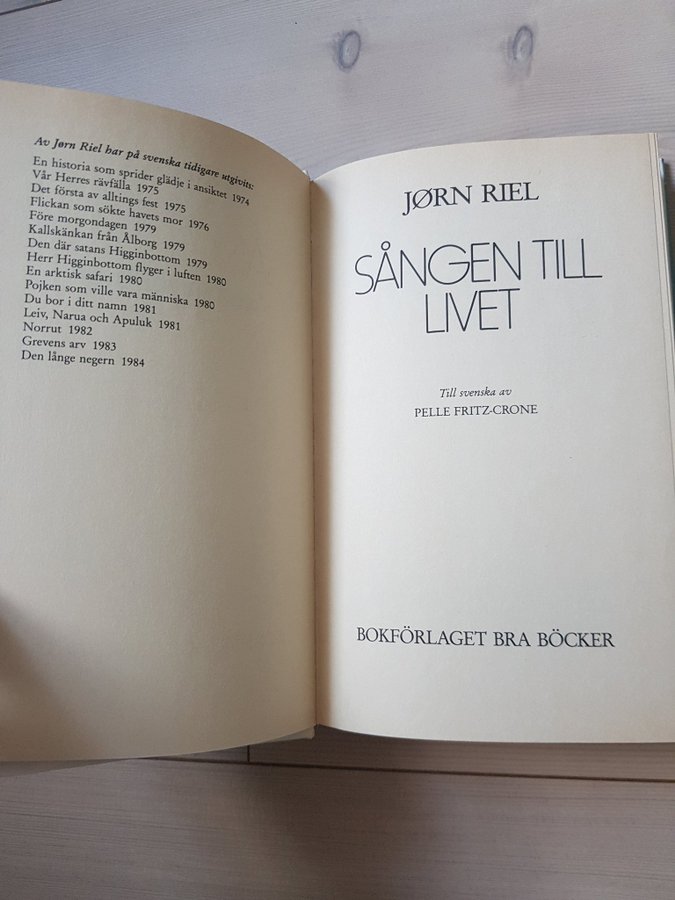 Av Jørn Riel har på svenska tidigare utgivits:
En historia som sprider glädje i ansiktet 1974
Vår Herres rävfälla 1975
Det första av alltings fest 1975
Flickan som sökte havets mor 1976
Före morgondagen 1979
Kallskänkan från Ålborg 1979
Den där satans Higginbottom 1979
Herr Higginbottom flyger i luften 1980
En arktisk safari 1980
Pojken som ville vara människa 1980
Du bor i ditt namn 1981
Leiv, Narua och Apuluk 1981
Norrut 1982
Grevens arv 1983
Den långe negern 1984
JØRN RIEL
SÅNGEN TILL
LIVET
Till svenska av
PELLE FRITZ-CRONE
BOKFÖRLAGET BRA BÖCKER